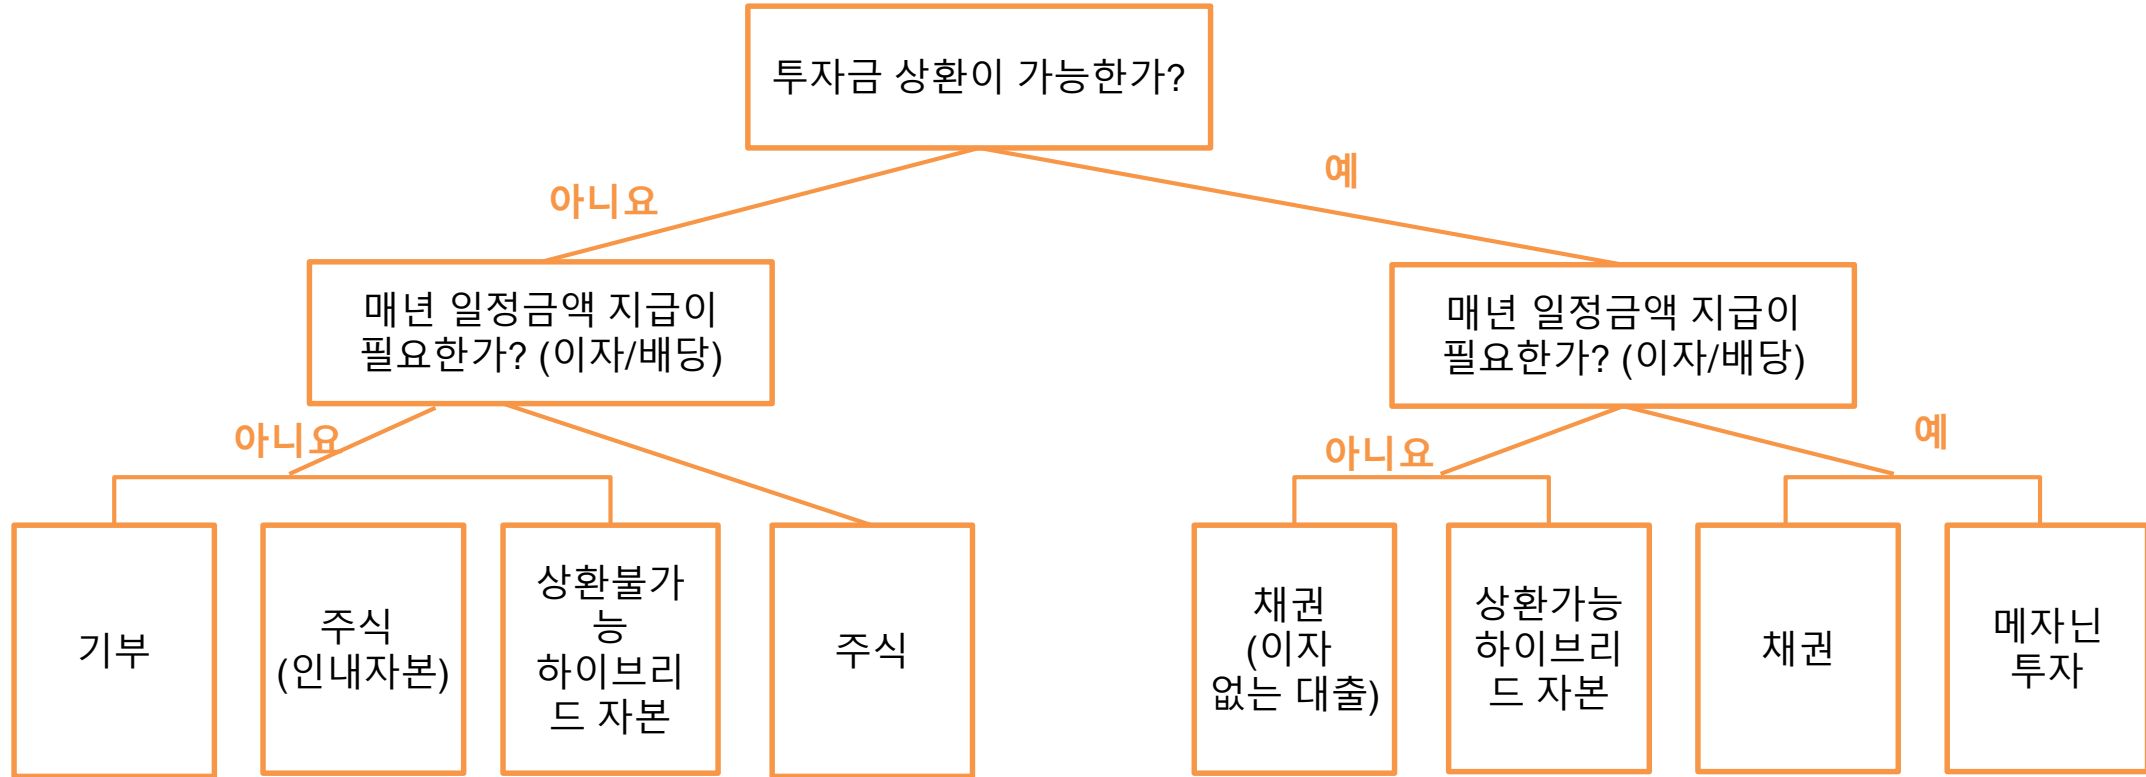 투자금 상환이 가능한가?
아니요
예
매년 일정금액 지급이
필요한가? (이자/배당)
매년 일정금액 지급이
필요한가? (이자/배당)
아니요
아니요
예
기부
주식
(인내자본)
상환불가
능
하이브리
드 자본
주식
채권
(이자
없는 대출)
상환가능
하이브리
드 자본
채권
메자닌
투자